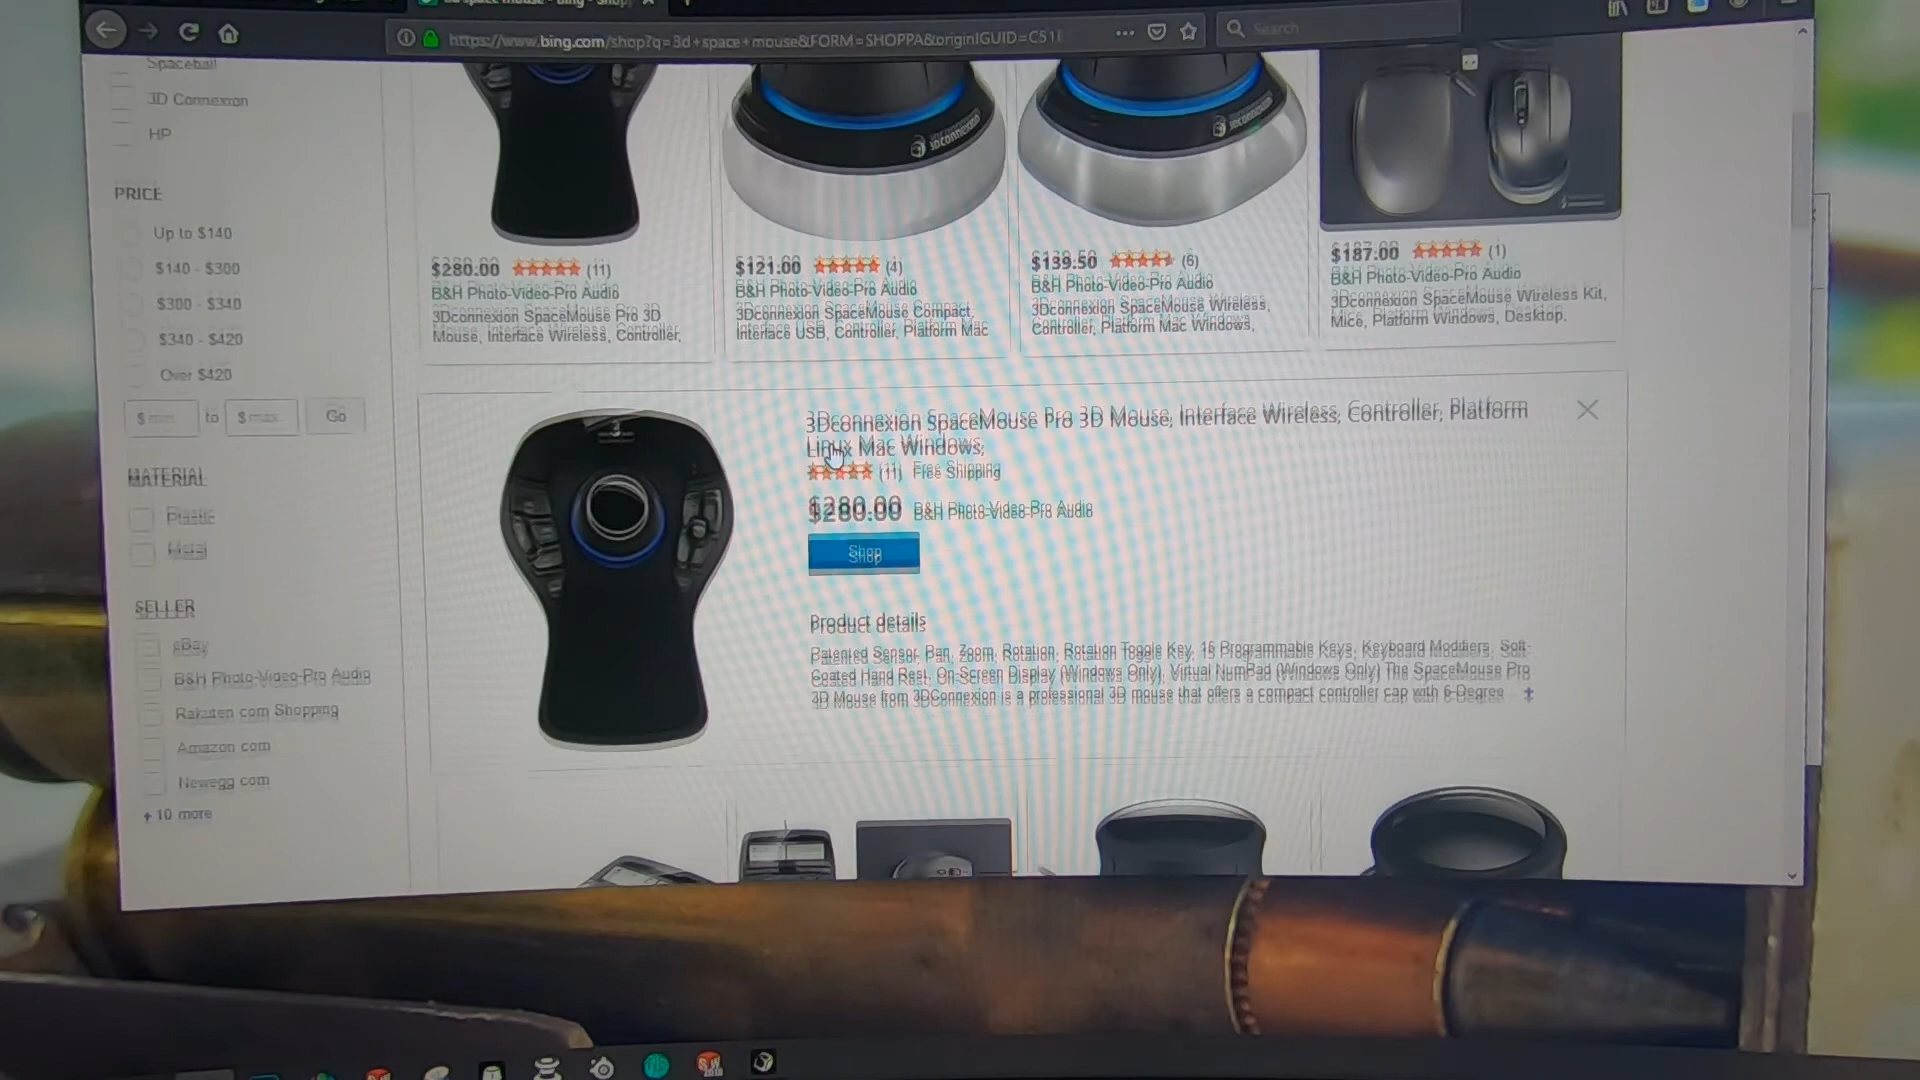 https://www.bing.com/shop?q=3d+space+mouse&FORM=SHOPPA&originIGUID=C51
Search
Spaceball
3D Connexion
HP
PRICE
Up to $140
$140 - $300
$300 - $340
$340 - $420
Over $420
$ min to $ max Go
MATERIAL
Plastic
Metal
SELLER
eBay
B&H Photo-Video-Pro Audio
Rakuten com Shopping
Amazon com
Newegg com
+ 10 more
3Dconnexion
3Dconnexion
$280.00 (11)
B&H Photo-Video-Pro Audio
3Dconnexion SpaceMouse Pro 3D
Mouse, Interface Wireless, Controller,
$121.00 (4)
B&H Photo-Video-Pro Audio
3Dconnexion SpaceMouse Compact,
Interface USB, Controller, Platform Mac
$139.50 (6)
B&H Photo-Video-Pro Audio
3Dconnexion SpaceMouse Wireless,
Controller, Platform Mac Windows,
$187.00 (1)
B&H Photo-Video-Pro Audio
3Dconnexion SpaceMouse Wireless Kit,
Mice, Platform Windows, Desktop,
3Dconnexion SpaceMouse Pro 3D Mouse, Interface Wireless, Controller, Platform
Linux Mac Windows,
(11) Free Shipping
$280.00 B&H Photo-Video-Pro Audio
Shop
Product details
Patented Sensor, Pan, Zoom, Rotation, Rotation Toggle Key, 15 Programmable Keys, Keyboard Modifiers, Soft-
Coated Hand Rest, On-Screen Display (Windows Only), Virtual NumPad (Windows Only) The SpaceMouse Pro
3D Mouse from 3DConnexion is a professional 3D mouse that offers a compact controller cap with 6-Degree +